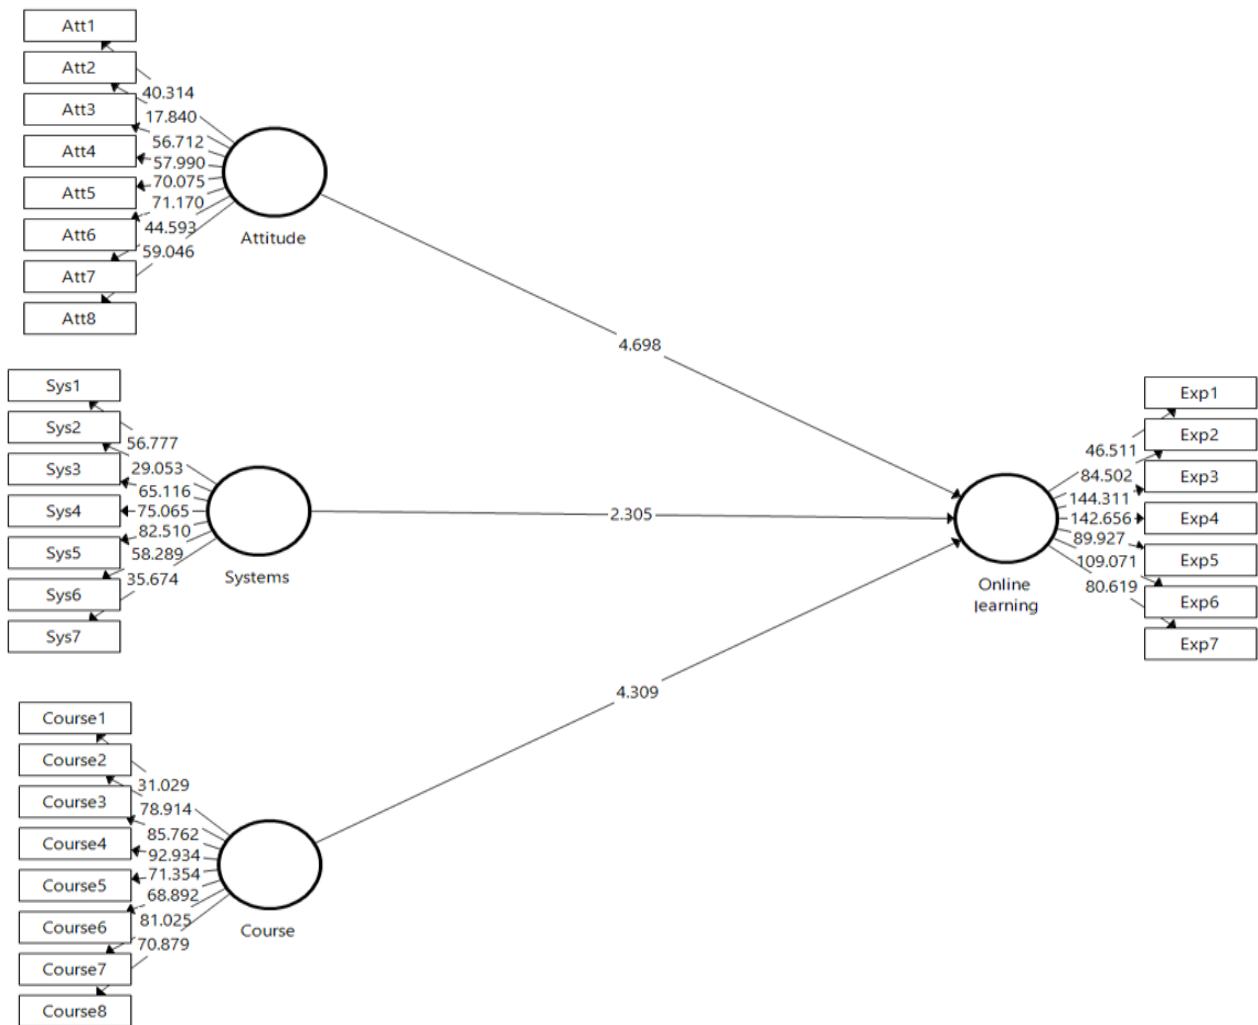 Att1
Att2
Att3
Att4
Att5
Att6
Att7
Att8
40.314
17.840
56.712
57.990
70.075
71.170
44.593
59.046
Attitude
4.698
Sys1
Sys2
Sys3
Sys4
Sys5
Sys6
Sys7
56.777
29.053
65.116
75.065
82.510
58.289
35.674
Systems
2.305
Course1
Course2
Course3
Course4
Course5
Course6
Course7
Course8
31.029
78.914
85.762
92.934
71.354
68.892
81.025
70.879
Course
4.309
Online
learning
46.511
84.502
144.311
142.656
89.927
109.071
80.619
Exp1
Exp2
Exp3
Exp4
Exp5
Exp6
Exp7